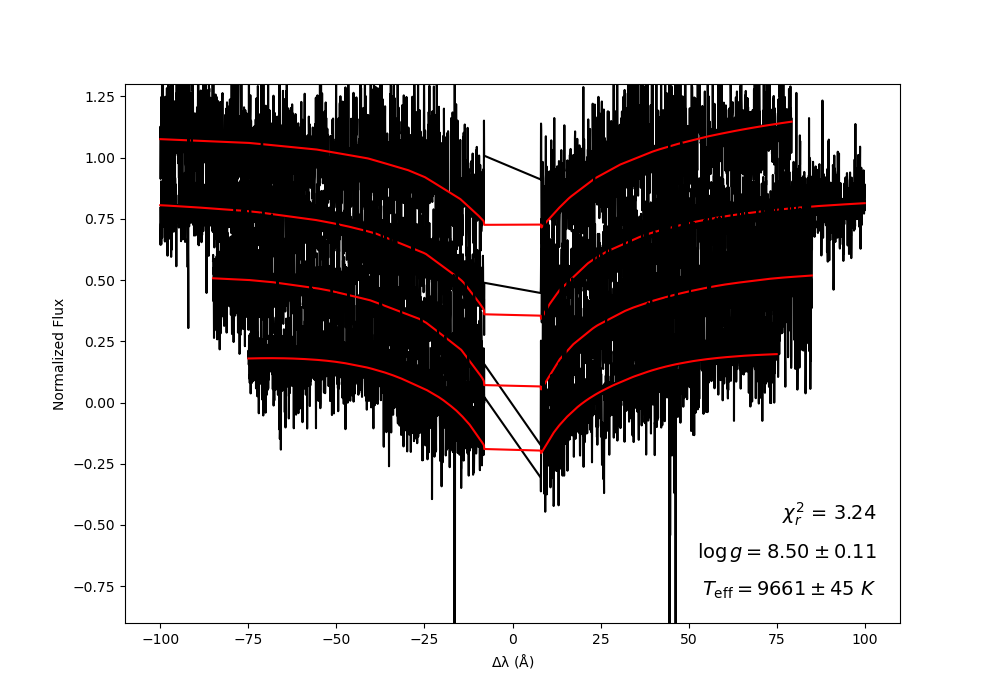 1.25
1.00
0.75
0.50
0.25
0.00
−0.25
−0.50
−0.75
Normalized Flux
χ²ᵣ = 3.24
log g = 8.50 ± 0.11
T_eff = 9661 ± 45 K
−100 −75 −50 −25 0 25 50 75 100
Δλ (Å)